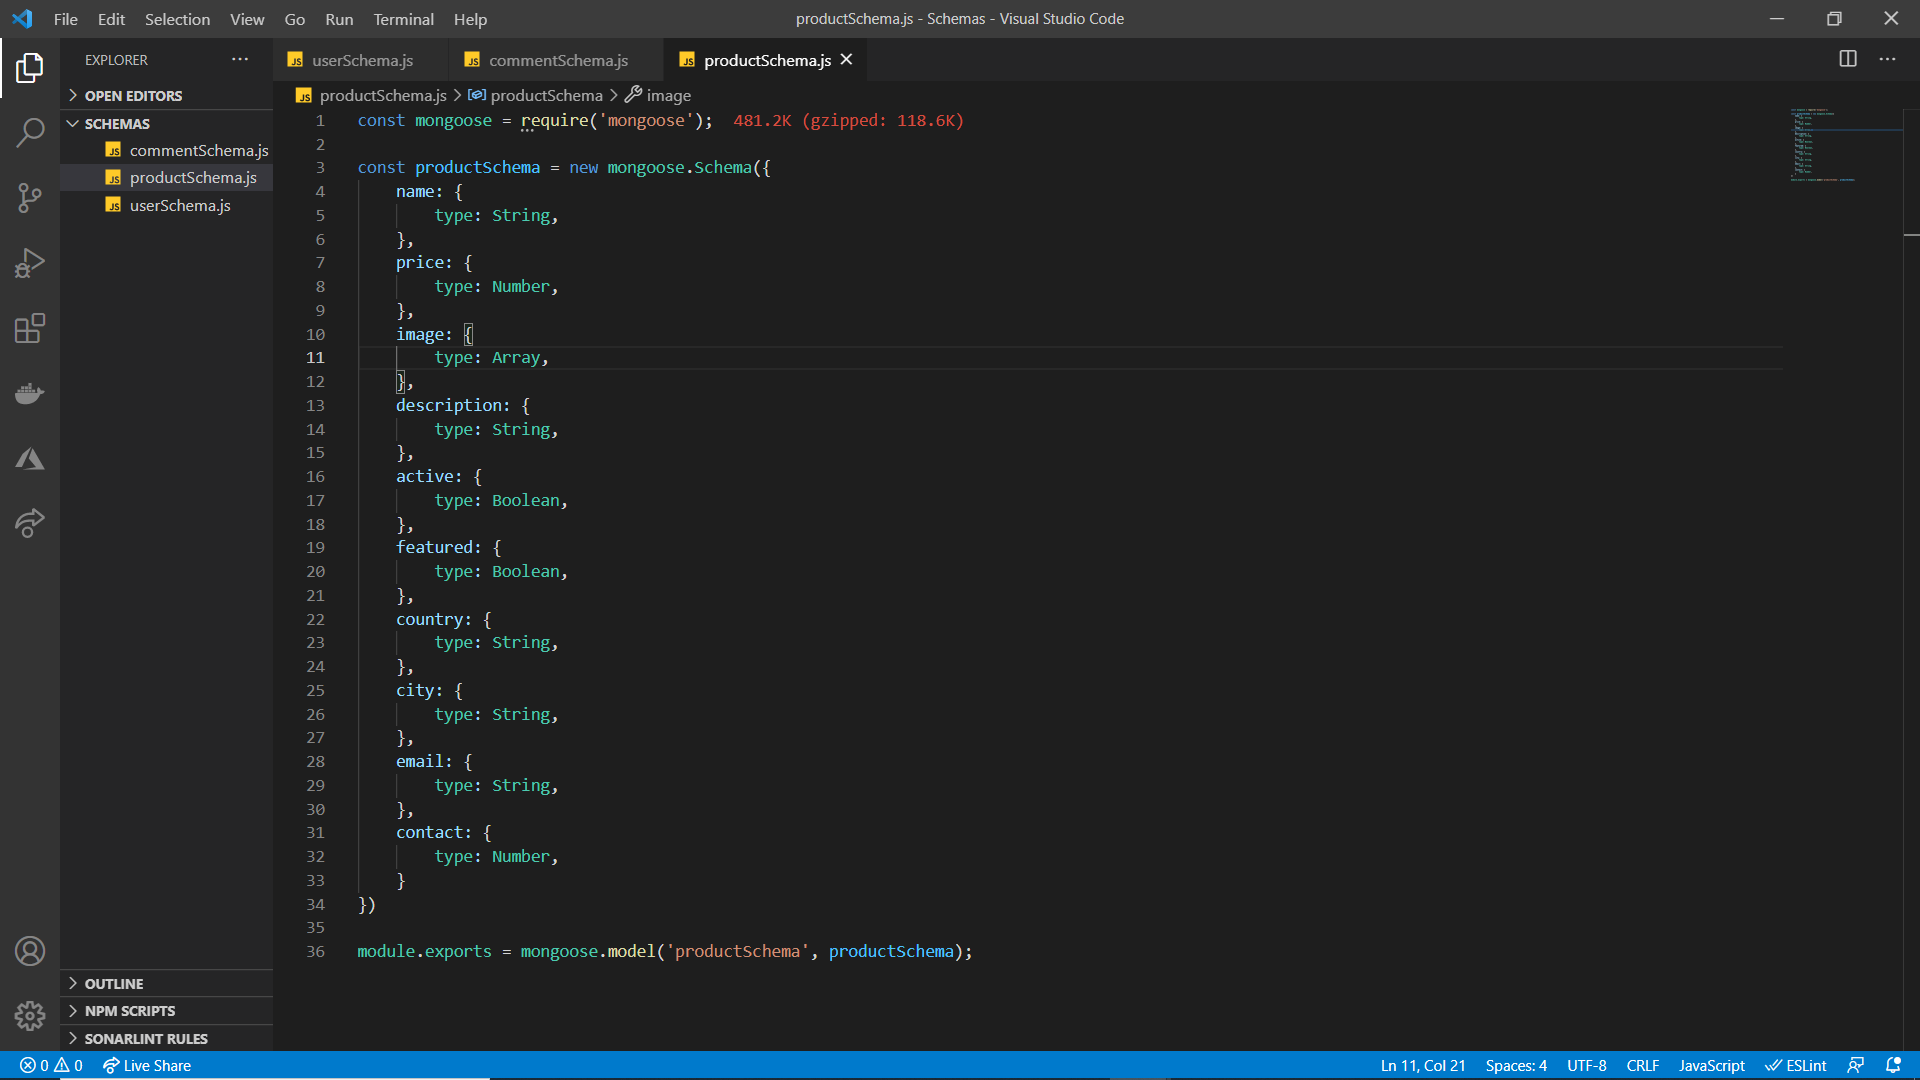 File Edit Selection View Go Run Terminal Help
productSchema.js - Schemas - Visual Studio Code
EXPLORER
OPEN EDITORS
SCHEMAS
JS commentSchema.js
JS productSchema.js
JS userSchema.js
OUTLINE
NPM SCRIPTS
SONARLINT RULES
JS userSchema.js JS commentSchema.js JS productSchema.js
JS productSchema.js > productSchema > image
1 const mongoose = require('mongoose'); 481.2K (gzipped: 118.6K)
2
3 const productSchema = new mongoose.Schema({
4     name: {
5         type: String,
6     },
7     price: {
8         type: Number,
9     },
10     image: {
11         type: Array,
12     },
13     description: {
14         type: String,
15     },
16     active: {
17         type: Boolean,
18     },
19     featured: {
20         type: Boolean,
21     },
22     country: {
23         type: String,
24     },
25     city: {
26         type: String,
27     },
28     email: {
29         type: String,
30     },
31     contact: {
32         type: Number,
33     }
34 })
35
36 module.exports = mongoose.model('productSchema', productSchema);
0 0 Live Share
Ln 11, Col 21 Spaces: 4 UTF-8 CRLF JavaScript ESLint